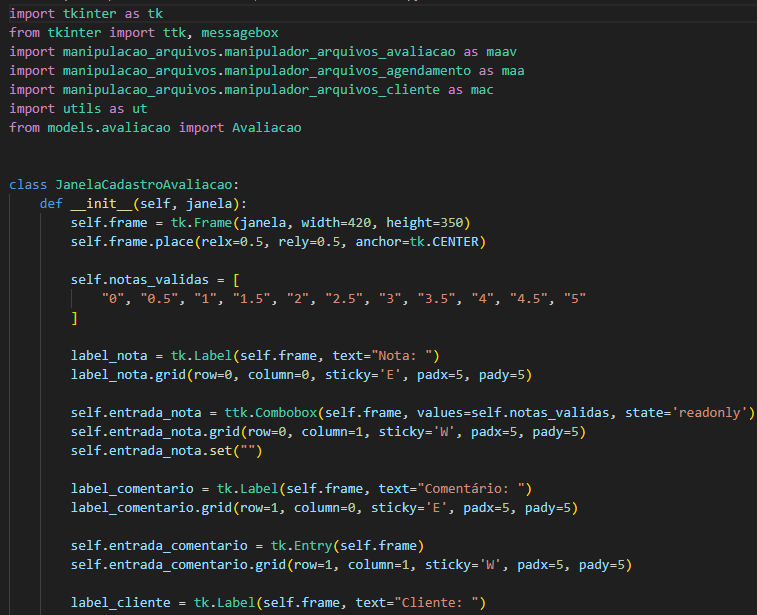 import tkinter as tk
from tkinter import ttk, messagebox
import manipulacao_arquivos.manipulador_arquivos_avaliacao as maav
import manipulacao_arquivos.manipulador_arquivos_agendamento as maa
import manipulacao_arquivos.manipulador_arquivos_cliente as mac
import utils as ut
from models.avaliacao import Avaliacao
class JanelaCadastroAvaliacao:
    def __init__(self, janela):
        self.frame = tk.Frame(janela, width=420, height=350)
        self.frame.place(relx=0.5, rely=0.5, anchor=tk.CENTER)
        self.notas_validas = [
            "0", "0.5", "1", "1.5", "2", "2.5", "3", "3.5", "4", "4.5", "5"
        ]
        label_nota = tk.Label(self.frame, text="Nota: ")
        label_nota.grid(row=0, column=0, sticky='E', padx=5, pady=5)
        self.entrada_nota = ttk.Combobox(self.frame, values=self.notas_validas, state='readonly')
        self.entrada_nota.grid(row=0, column=1, sticky='W', padx=5, pady=5)
        self.entrada_nota.set("")
        label_comentario = tk.Label(self.frame, text="Comentário: ")
        label_comentario.grid(row=1, column=0, sticky='E', padx=5, pady=5)
        self.entrada_comentario = tk.Entry(self.frame)
        self.entrada_comentario.grid(row=1, column=1, sticky='W', padx=5, pady=5)
        label_cliente = tk.Label(self.frame, text="Cliente: ")